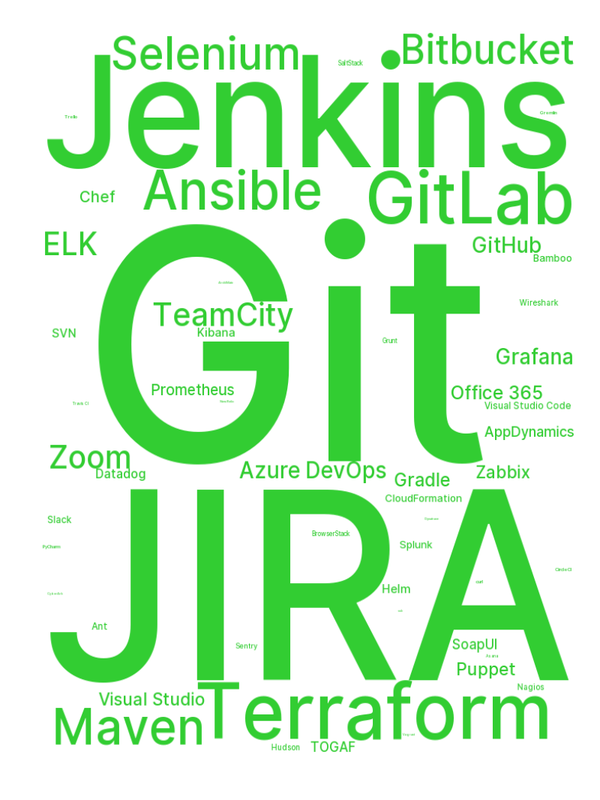 Selenium
SaltStack
Bitbucket
Jenkins
Trello
Chef
Ansible
GitLab
ELK
Git
GitHub
Bamboo
TeamCity
Wireshark
SVN
Kibana
Grunt
Grafana
Prometheus
Office 365
Visual Studio Code
AppDynamics
Zoom
Datadog
Azure DevOps
Gradle
Zabbix
CloudFormation
JIRA
Slack
BrowserStack
Splunk
PyCharm
Helm
Ant
Sentry
SoapUI
Puppet
Nagios
Visual Studio
Terraform
Maven
Hudson
TOGAF